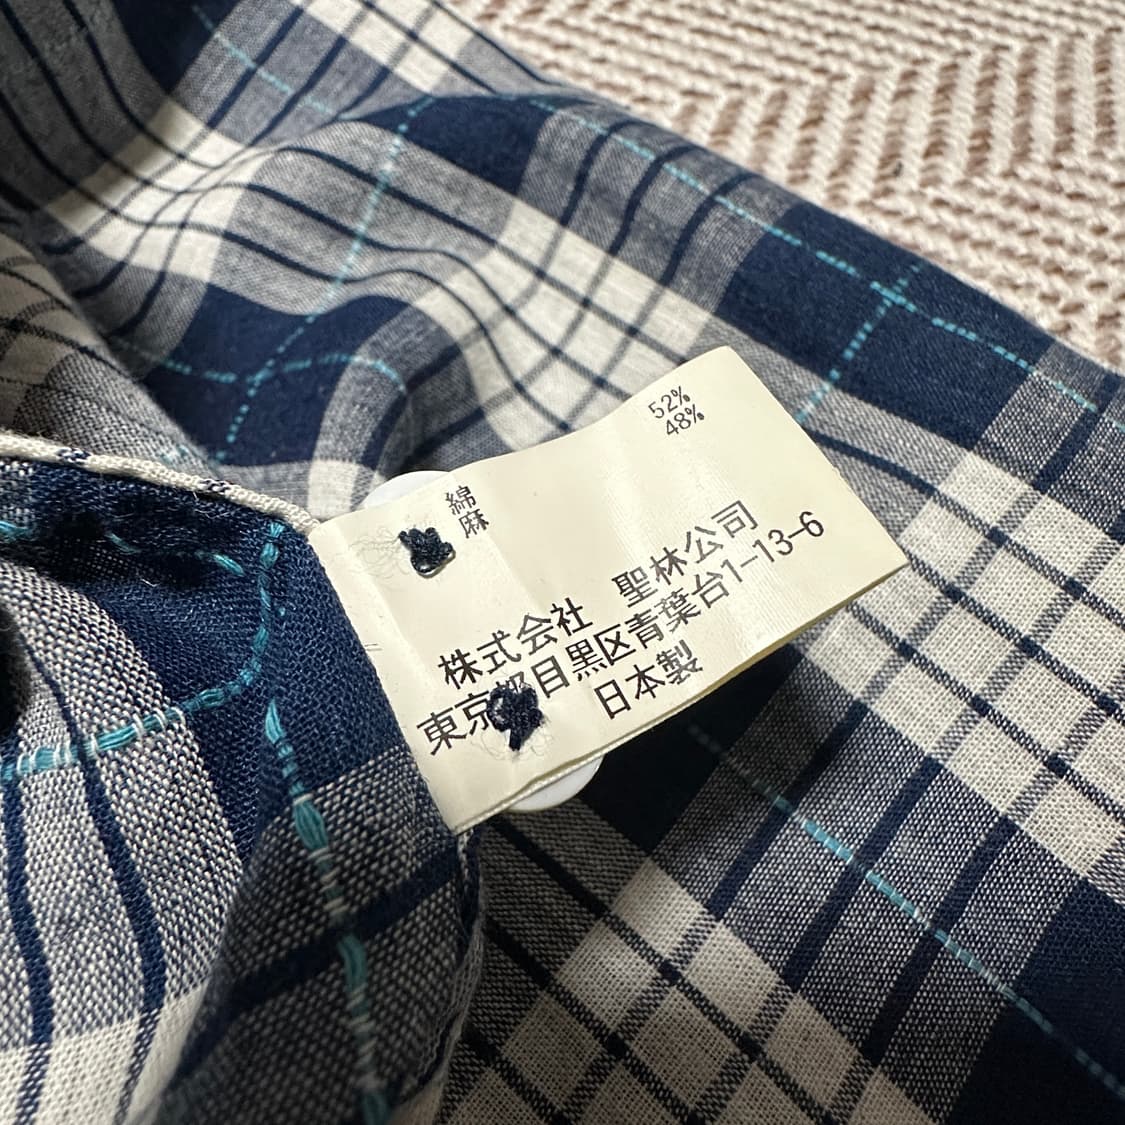 綿 52%
麻 48%
株式会社 聖林公司
東京都目黒区青葉台1-13-6
日本製